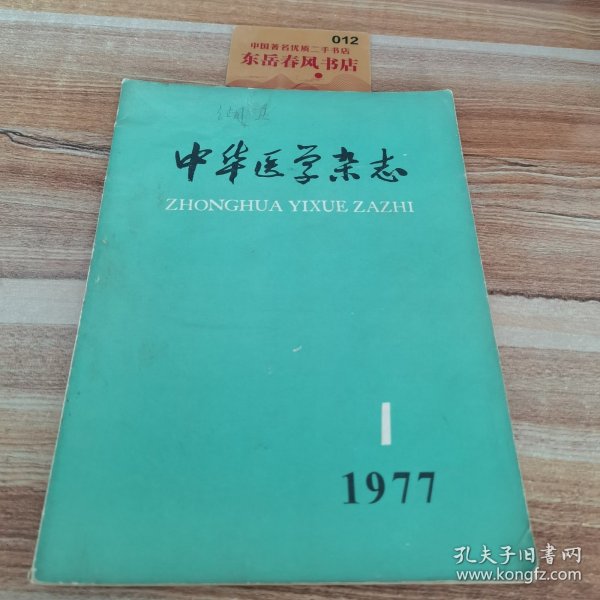 012
中国著名优质二手书店
东岳春风书店
中华医学杂志
ZHONGHUA YIXUE ZAZHI
1
1977
孔夫子旧书网
www.kongfz.com